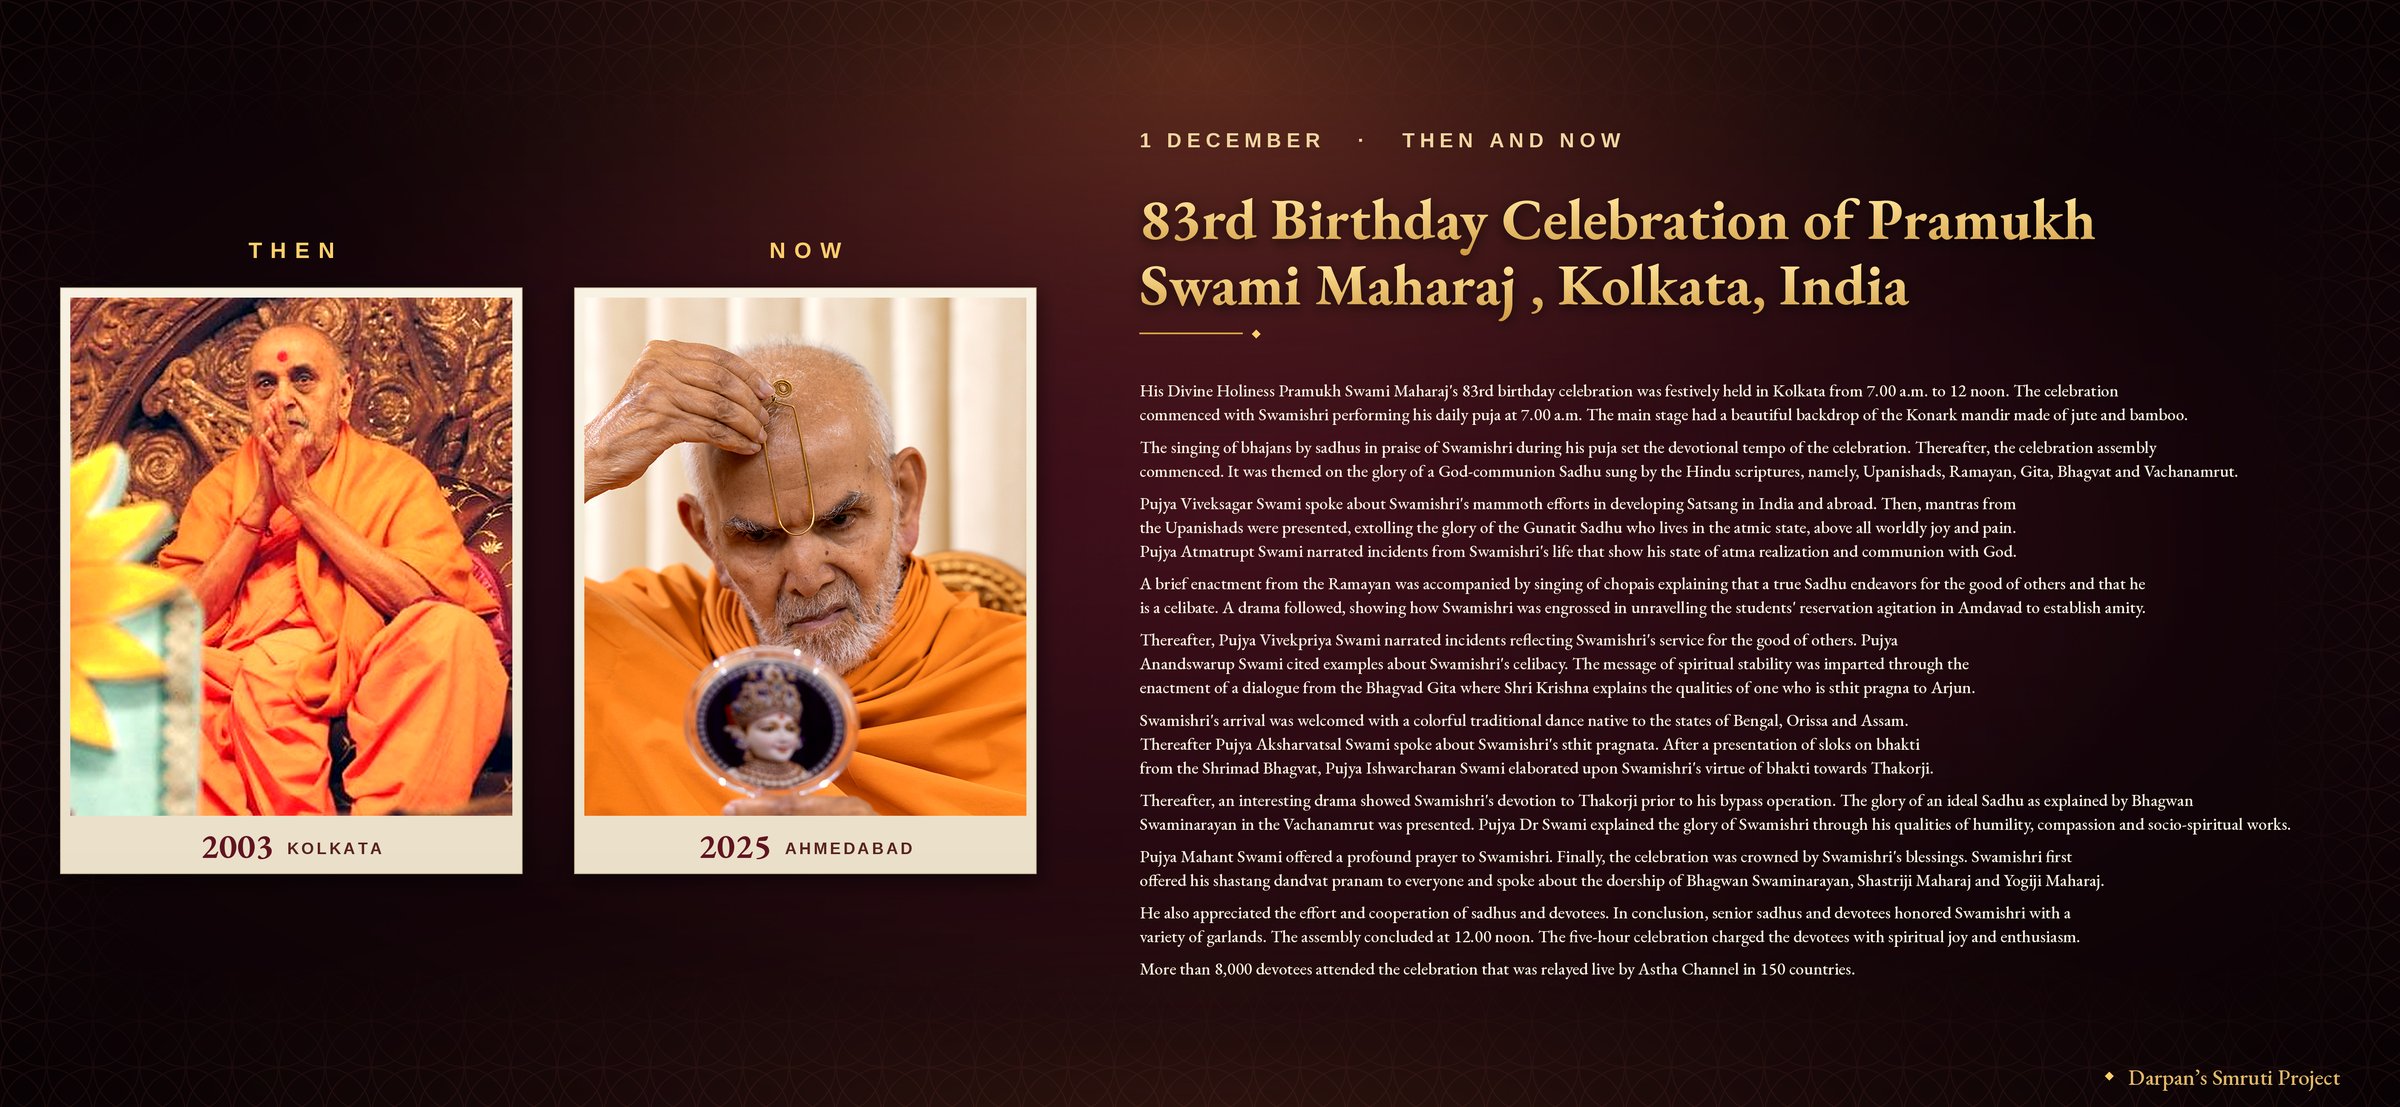 1 DECEMBER · THEN AND NOW
83rd Birthday Celebration of Pramukh
Swami Maharaj , Kolkata, India
THEN
NOW
2003 KOLKATA
2025 AHMEDABAD
His Divine Holiness Pramukh Swami Maharaj's 83rd birthday celebration was festively held in Kolkata from 7.00 a.m. to 12 noon. The celebration
commenced with Swamishri performing his daily puja at 7.00 a.m. The main stage had a beautiful backdrop of the Konark mandir made of jute and bamboo.
The singing of bhajans by sadhus in praise of Swamishri during his puja set the devotional tempo of the celebration. Thereafter, the celebration assembly
commenced. It was themed on the glory of a God-communion Sadhu sung by the Hindu scriptures, namely, Upanishads, Ramayan, Gita, Bhagvat and Vachanamrut.
Pujya Viveksagar Swami spoke about Swamishri's mammoth efforts in developing Satsang in India and abroad. Then, mantras from
the Upanishads were presented, extolling the glory of the Gunatit Sadhu who lives in the atmic state, above all worldly joy and pain.
Pujya Atmatrupt Swami narrated incidents from Swamishri's life that show his state of atma realization and communion with God.
A brief enactment from the Ramayan was accompanied by singing of chopais explaining that a true Sadhu endeavors for the good of others and that he
is a celibate. A drama followed, showing how Swamishri was engrossed in unravelling the students' reservation agitation in Amdavad to establish amity.
Thereafter, Pujya Vivekpriya Swami narrated incidents reflecting Swamishri's service for the good of others. Pujya
Anandswarup Swami cited examples about Swamishri's celibacy. The message of spiritual stability was imparted through the
enactment of a dialogue from the Bhagvad Gita where Shri Krishna explains the qualities of one who is sthit pragna to Arjun.
Swamishri's arrival was welcomed with a colorful traditional dance native to the states of Bengal, Orissa and Assam.
Thereafter Pujya Aksharvatsal Swami spoke about Swamishri's sthit pragnata. After a presentation of sloks on bhakti
from the Shrimad Bhagvat, Pujya Ishwarcharan Swami elaborated upon Swamishri's virtue of bhakti towards Thakorji.
Thereafter, an interesting drama showed Swamishri's devotion to Thakorji prior to his bypass operation. The glory of an ideal Sadhu as explained by Bhagwan
Swaminarayan in the Vachanamrut was presented. Pujya Dr Swami explained the glory of Swamishri through his qualities of humility, compassion and socio-spiritual works.
Pujya Mahant Swami offered a profound prayer to Swamishri. Finally, the celebration was crowned by Swamishri's blessings. Swamishri first
offered his shastang dandvat pranam to everyone and spoke about the doership of Bhagwan Swaminarayan, Shastriji Maharaj and Yogiji Maharaj.
He also appreciated the effort and cooperation of sadhus and devotees. In conclusion, senior sadhus and devotees honored Swamishri with a
variety of garlands. The assembly concluded at 12.00 noon. The five-hour celebration charged the devotees with spiritual joy and enthusiasm.
More than 8,000 devotees attended the celebration that was relayed live by Astha Channel in 150 countries.
Darpan’s Smruti Project